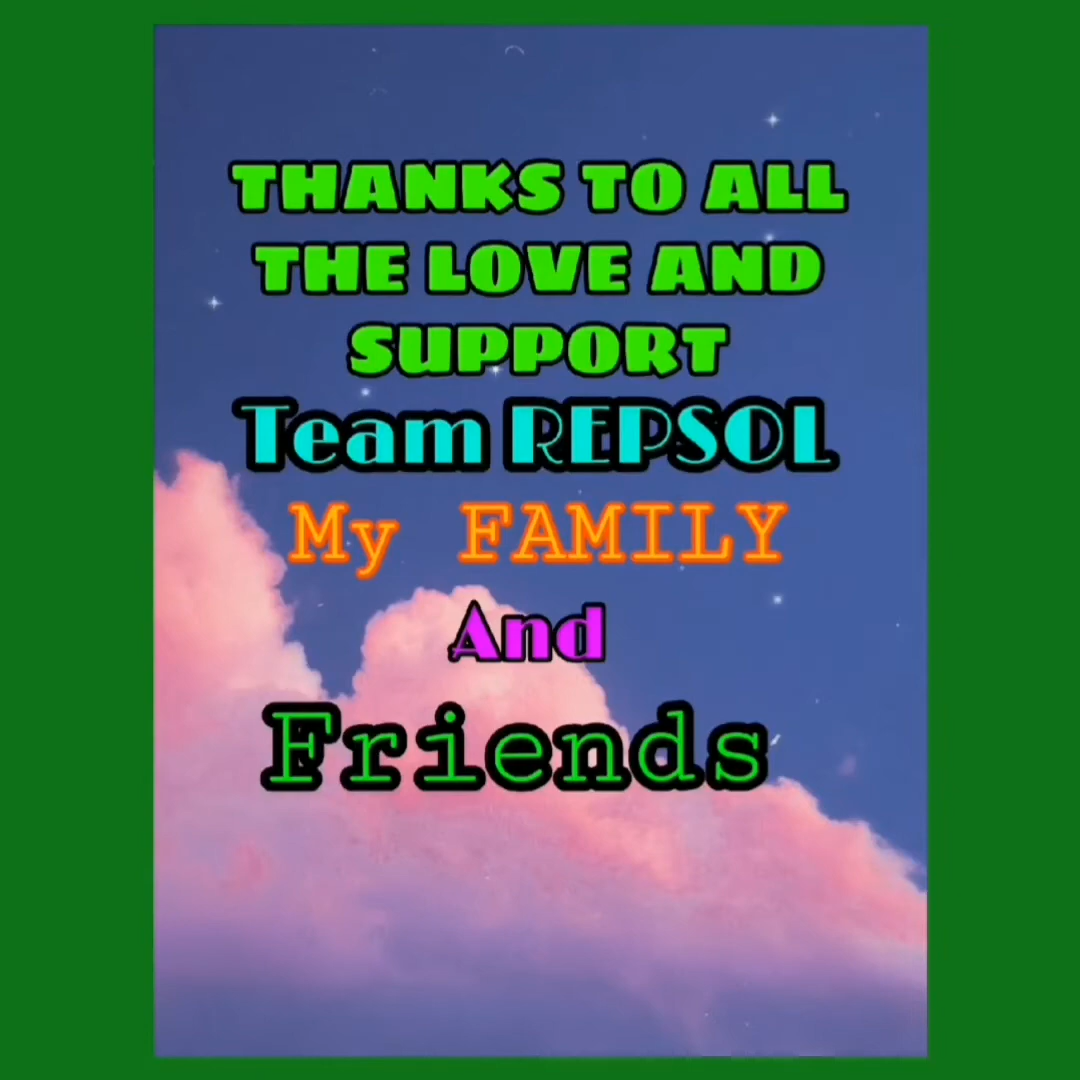 THANKS TO ALL
THE LOVE AND
SUPPORT
Team REPSOL
My FAMILY
And
Friends